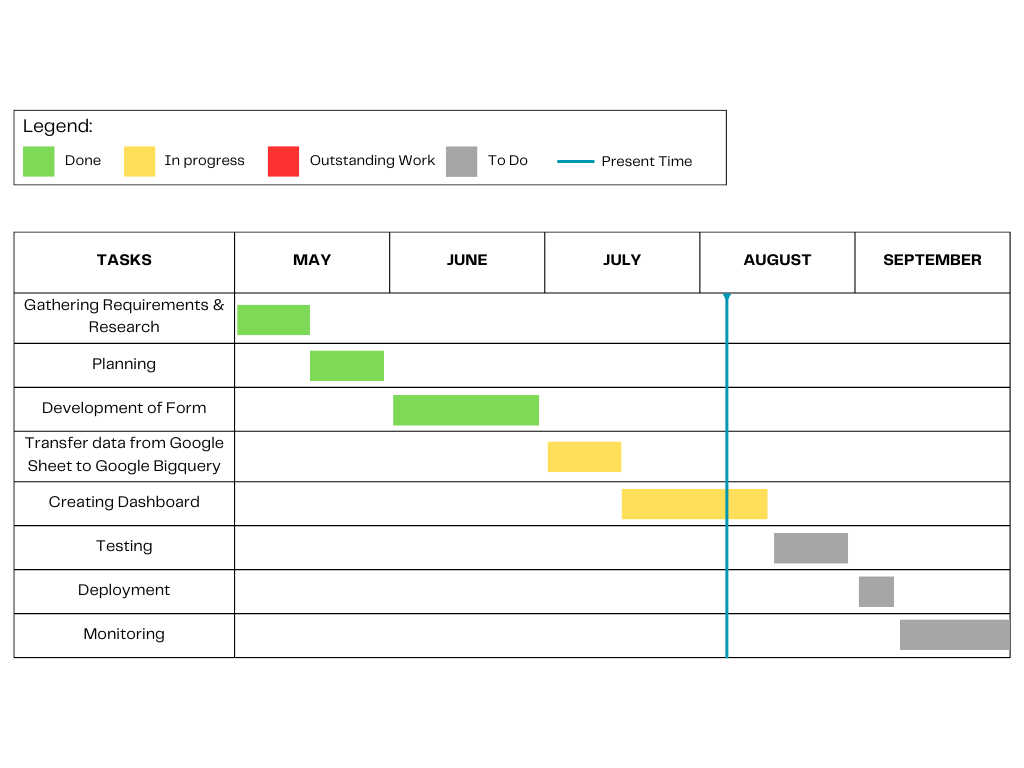 Legend:
Done In progress Outstanding Work To Do Present Time
TASKS MAY JUNE JULY AUGUST SEPTEMBER
Gathering Requirements &
Research
Planning
Development of Form
Transfer data from Google
Sheet to Google Bigquery
Creating Dashboard
Testing
Deployment
Monitoring